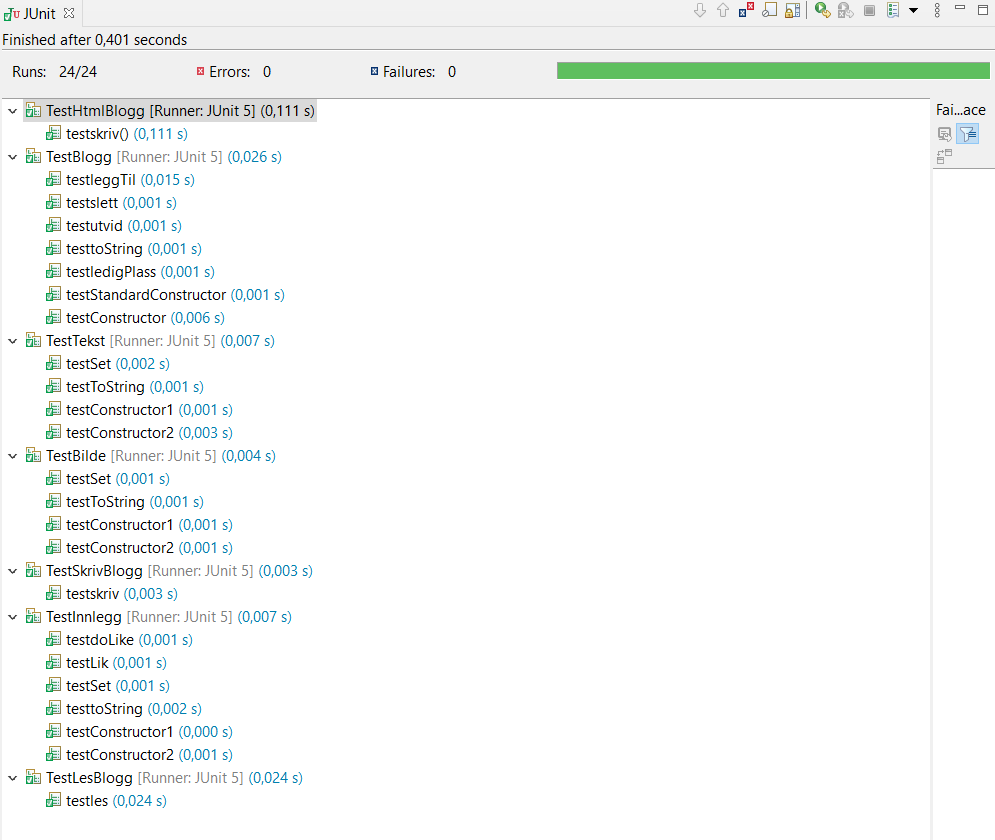 JUnit
Finished after 0,401 seconds
Runs: 24/24 Errors: 0 Failures: 0
TestHtmlBlogg [Runner: JUnit 5] (0,111 s)
testskriv() (0,111 s)
TestBlogg [Runner: JUnit 5] (0,026 s)
testleggTil (0,015 s)
testslett (0,001 s)
testutvid (0,001 s)
testtoString (0,001 s)
testledigPlass (0,001 s)
testStandardConstructor (0,001 s)
testConstructor (0,006 s)
TestTekst [Runner: JUnit 5] (0,007 s)
testSet (0,002 s)
testToString (0,001 s)
testConstructor1 (0,001 s)
testConstructor2 (0,003 s)
TestBilde [Runner: JUnit 5] (0,004 s)
testSet (0,001 s)
testToString (0,001 s)
testConstructor1 (0,001 s)
testConstructor2 (0,001 s)
TestSkrivBlogg [Runner: JUnit 5] (0,003 s)
testskriv (0,003 s)
TestInnlegg [Runner: JUnit 5] (0,007 s)
testdoLike (0,001 s)
testLik (0,001 s)
testSet (0,001 s)
testtoString (0,002 s)
testConstructor1 (0,000 s)
testConstructor2 (0,001 s)
TestLesBlogg [Runner: JUnit 5] (0,024 s)
testles (0,024 s)
Fai...ace